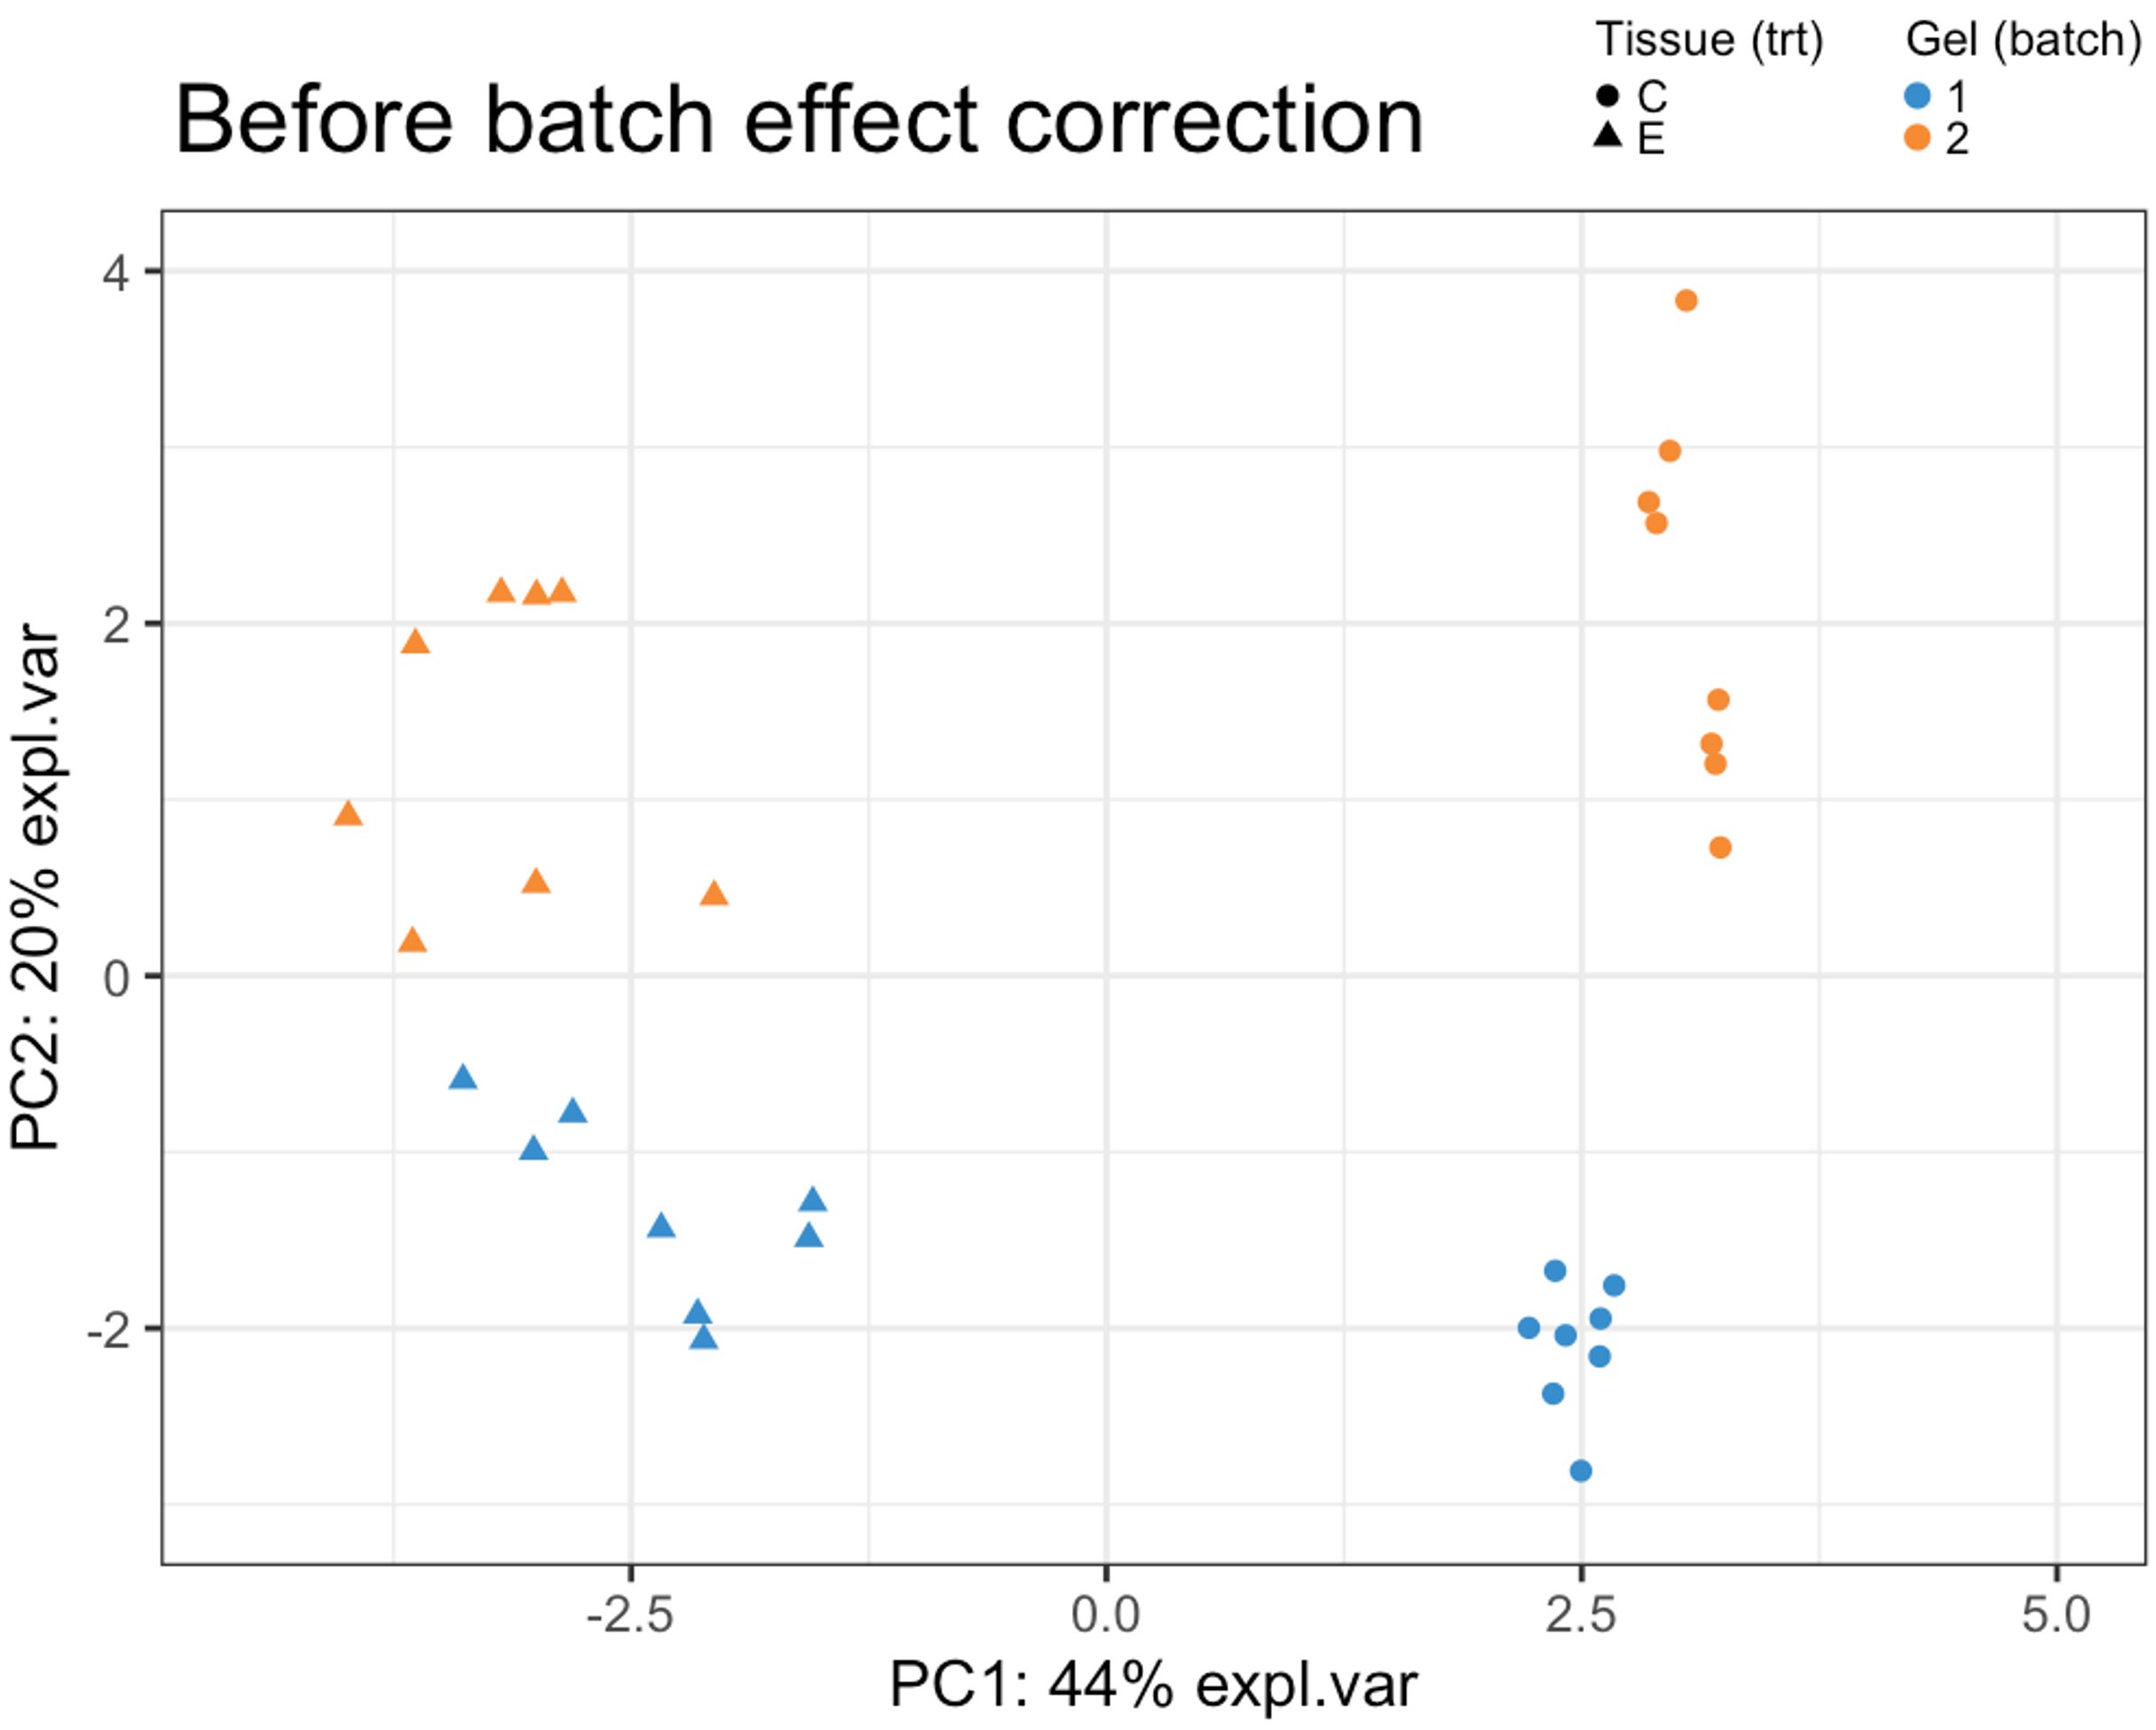 Before batch effect correction
Tissue (trt)
C
E
Gel (batch)
1
2
PC2: 20% expl.var
4
2
0
-2
-2.5
0.0
2.5
5.0
PC1: 44% expl.var